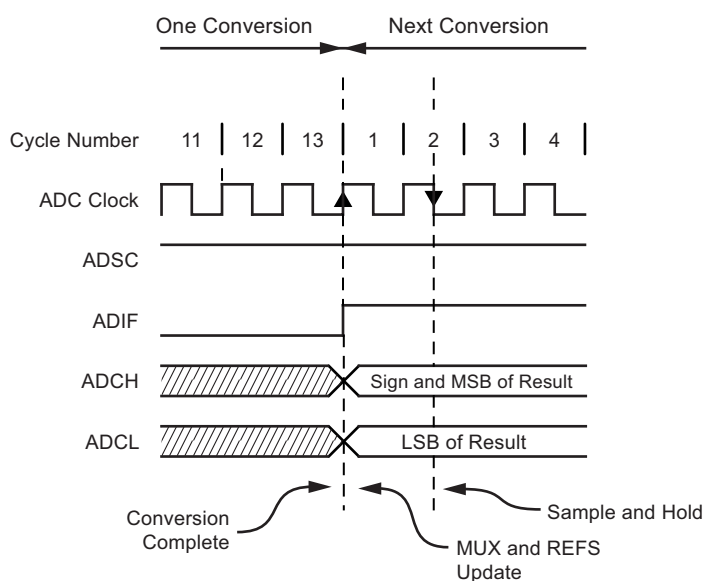 One Conversion
Next Conversion
Cycle Number
11
12
13
1
2
3
4
ADC Clock
ADSC
ADIF
ADCH
Sign and MSB of Result
ADCL
LSB of Result
Conversion
Complete
MUX and REFS
Update
Sample and Hold